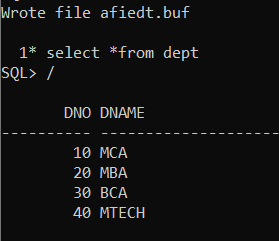 Wrote file afiedt.buf
1* select *from dept
SQL> /
DNO DNAME
---------- --------------------
10 MCA
20 MBA
30 BCA
40 MTECH